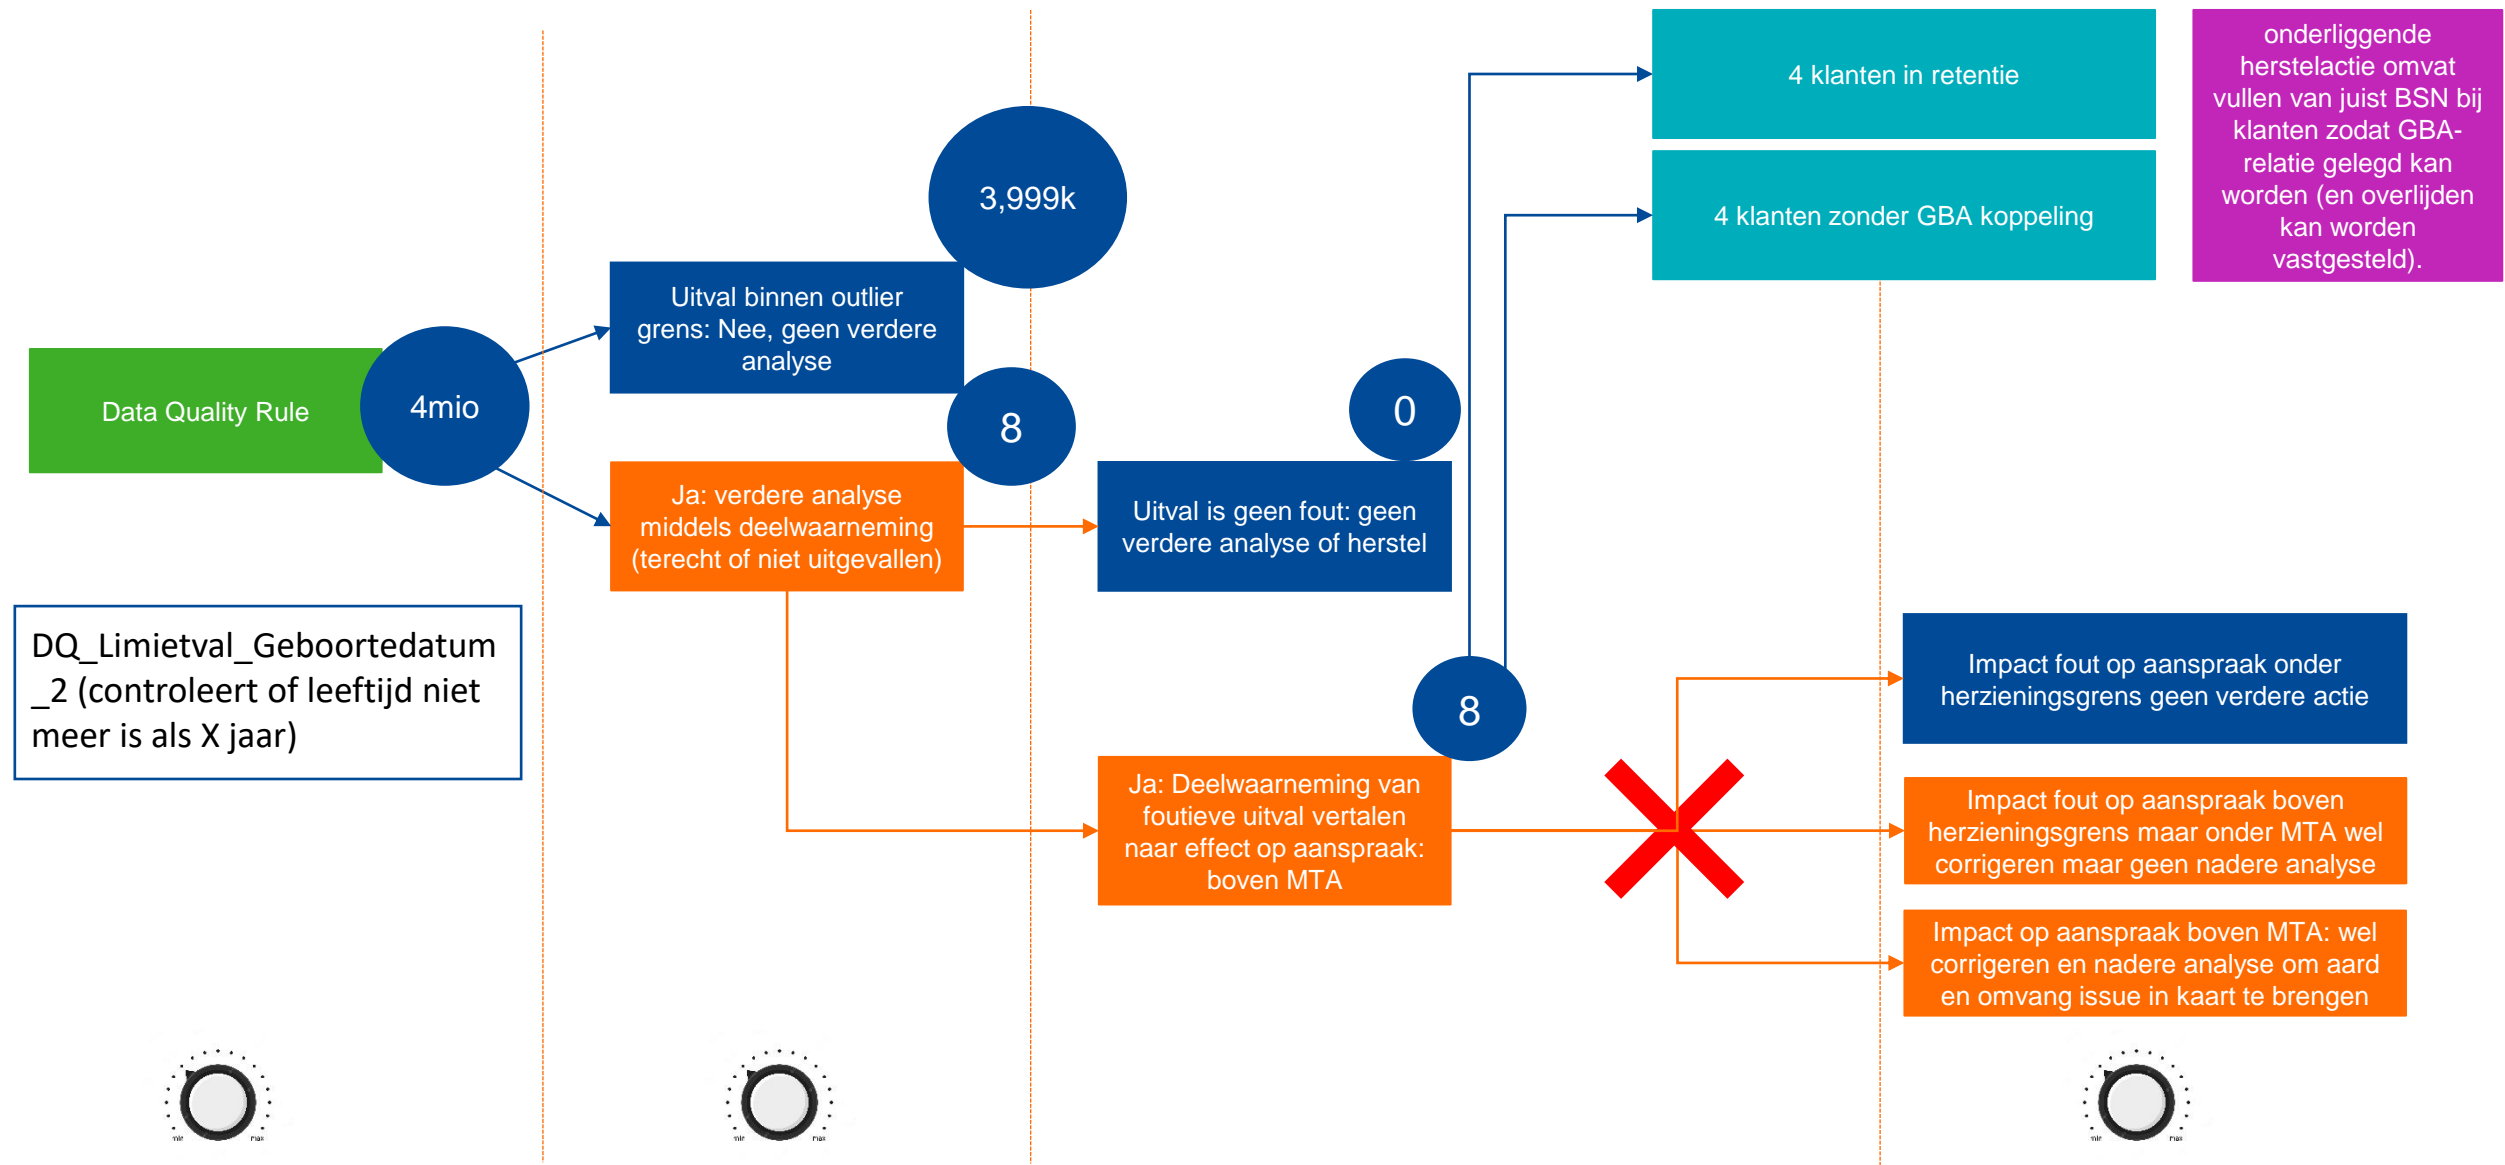 Data Quality Rule
4mio
DQ_Limietval_Geboortedatum
_2 (controleert of leeftijd niet
meer is als X jaar)
3,999k
Uitval binnen outlier
grens: Nee, geen verdere
analyse
8
Ja: verdere analyse
middels deelwaarneming
(terecht of niet uitgevallen)
0
Uitval is geen fout: geen
verdere analyse of herstel
8
Ja: Deelwaarneming van
foutieve uitval vertalen
naar effect op aanspraak:
boven MTA
4 klanten in retentie
4 klanten zonder GBA koppeling
onderliggende
herstelactie omvat
vullen van juist BSN bij
klanten zodat GBA-
relatie gelegd kan
worden (en overlijden
kan worden
vastgesteld).
Impact fout op aanspraak onder
herzieningsgrens geen verdere actie
Impact fout op aanspraak boven
herzieningsgrens maar onder MTA wel
corrigeren maar geen nadere analyse
Impact op aanspraak boven MTA: wel
corrigeren en nadere analyse om aard
en omvang issue in kaart te brengen
min max
min max
min max